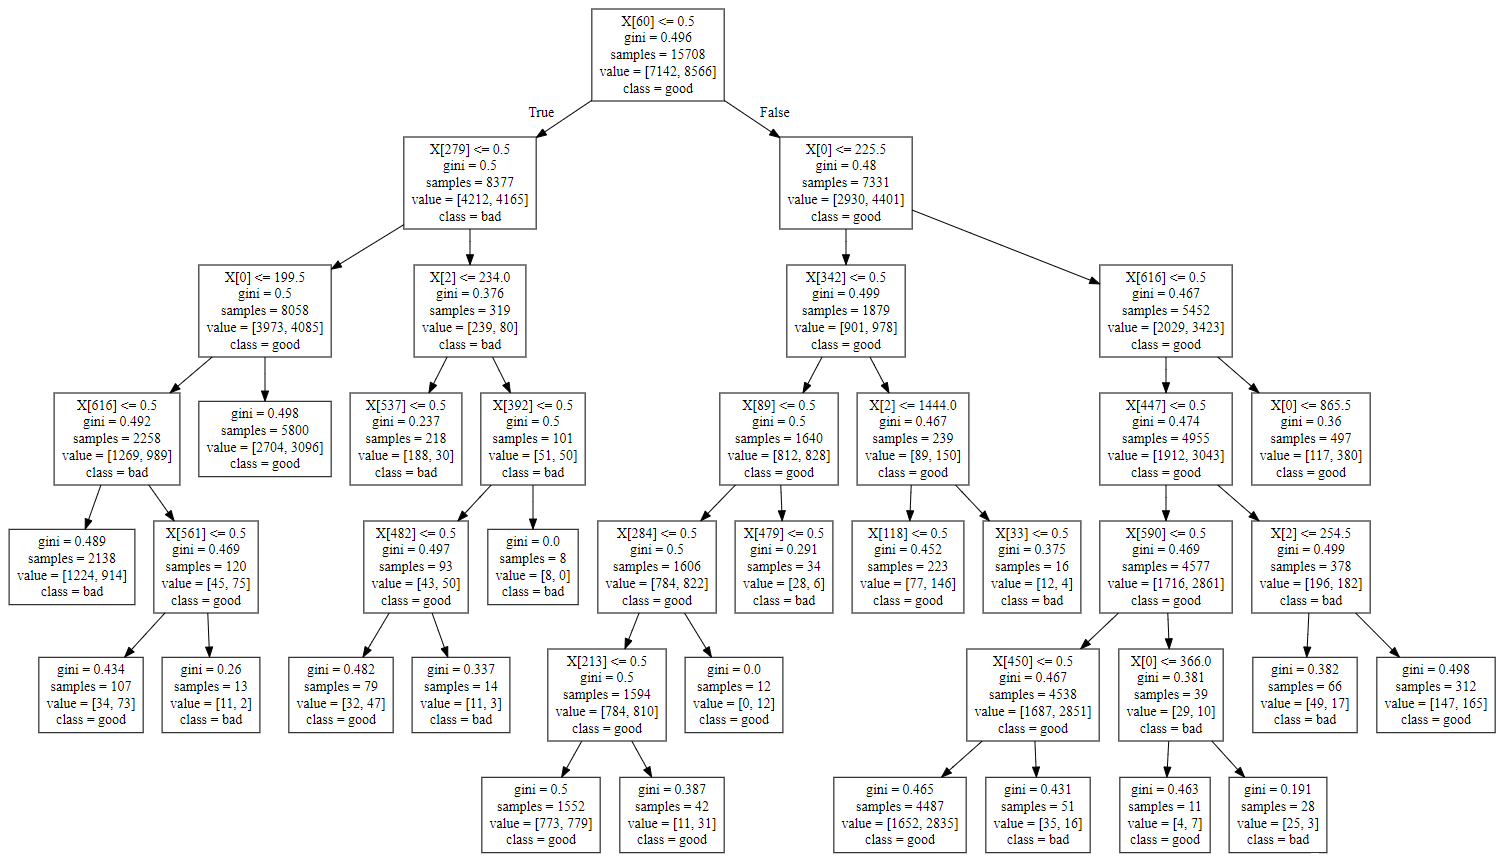 X[60] <= 0.5
gini = 0.496
samples = 15708
value = [7142, 8566]
class = good
True
False
X[279] <= 0.5
gini = 0.5
samples = 8377
value = [4212, 4165]
class = bad
X[0] <= 225.5
gini = 0.48
samples = 7331
value = [2930, 4401]
class = good
X[0] <= 199.5
gini = 0.5
samples = 8058
value = [3973, 4085]
class = good
X[2] <= 234.0
gini = 0.376
samples = 319
value = [239, 80]
class = bad
X[342] <= 0.5
gini = 0.499
samples = 1879
value = [901, 978]
class = good
X[616] <= 0.5
gini = 0.467
samples = 5452
value = [2029, 3423]
class = good
X[616] <= 0.5
gini = 0.492
samples = 2258
value = [1269, 989]
class = bad
gini = 0.498
samples = 5800
value = [2704, 3096]
class = good
X[537] <= 0.5
gini = 0.237
samples = 218
value = [188, 30]
class = bad
X[392] <= 0.5
gini = 0.5
samples = 101
value = [51, 50]
class = bad
X[89] <= 0.5
gini = 0.5
samples = 1640
value = [812, 828]
class = good
X[2] <= 1444.0
gini = 0.467
samples = 239
value = [89, 150]
class = good
X[447] <= 0.5
gini = 0.474
samples = 4955
value = [1912, 3043]
class = good
X[0] <= 865.5
gini = 0.36
samples = 497
value = [117, 380]
class = good
gini = 0.489
samples = 2138
value = [1224, 914]
class = bad
X[561] <= 0.5
gini = 0.469
samples = 120
value = [45, 75]
class = good
X[482] <= 0.5
gini = 0.497
samples = 93
value = [43, 50]
class = good
gini = 0.0
samples = 8
value = [8, 0]
class = bad
X[284] <= 0.5
gini = 0.5
samples = 1606
value = [784, 822]
class = good
X[479] <= 0.5
gini = 0.291
samples = 34
value = [28, 6]
class = bad
X[118] <= 0.5
gini = 0.452
samples = 223
value = [77, 146]
class = good
X[33] <= 0.5
gini = 0.375
samples = 16
value = [12, 4]
class = bad
X[590] <= 0.5
gini = 0.469
samples = 4577
value = [1716, 2861]
class = good
X[2] <= 254.5
gini = 0.499
samples = 378
value = [196, 182]
class = bad
gini = 0.434
samples = 107
value = [34, 73]
class = good
gini = 0.26
samples = 13
value = [11, 2]
class = bad
gini = 0.482
samples = 79
value = [32, 47]
class = good
gini = 0.337
samples = 14
value = [11, 3]
class = bad
X[213] <= 0.5
gini = 0.5
samples = 1594
value = [784, 810]
class = good
gini = 0.0
samples = 12
value = [0, 12]
class = good
X[450] <= 0.5
gini = 0.467
samples = 4538
value = [1687, 2851]
class = good
X[0] <= 366.0
gini = 0.381
samples = 39
value = [29, 10]
class = bad
gini = 0.382
samples = 66
value = [49, 17]
class = bad
gini = 0.498
samples = 312
value = [147, 165]
class = good
gini = 0.5
samples = 1552
value = [773, 779]
class = good
gini = 0.387
samples = 42
value = [11, 31]
class = good
gini = 0.465
samples = 4487
value = [1652, 2835]
class = good
gini = 0.431
samples = 51
value = [35, 16]
class = bad
gini = 0.463
samples = 11
value = [4, 7]
class = good
gini = 0.191
samples = 28
value = [25, 3]
class = bad